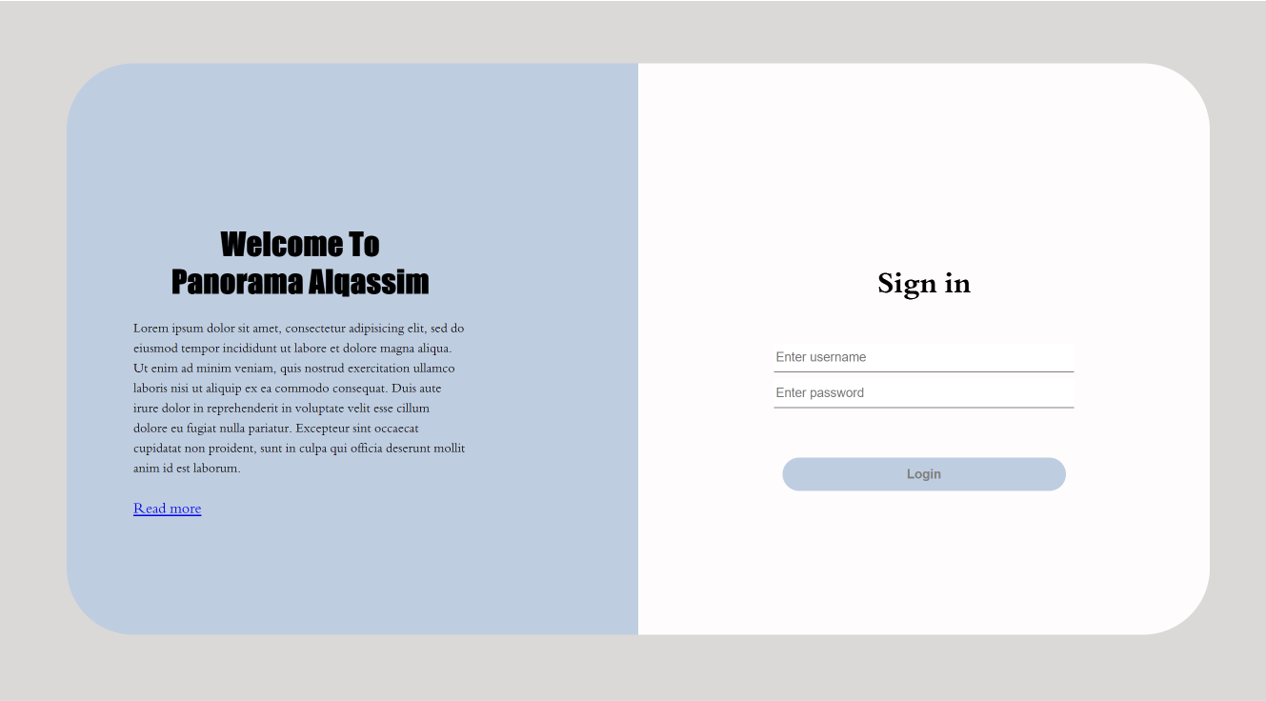 Welcome To
Panorama Alqassim
Lorem ipsum dolor sit amet, consectetur adipisicing elit, sed do
eiusmod tempor incididunt ut labore et dolore magna aliqua.
Ut enim ad minim veniam, quis nostrud exercitation ullamco
laboris nisi ut aliquip ex ea commodo consequat. Duis aute
irure dolor in reprehenderit in voluptate velit esse cillum
dolore eu fugiat nulla pariatur. Excepteur sint occaecat
cupidatat non proident, sunt in culpa qui officia deserunt mollit
anim id est laborum.
Read more
Sign in
Enter username
Enter password
Login